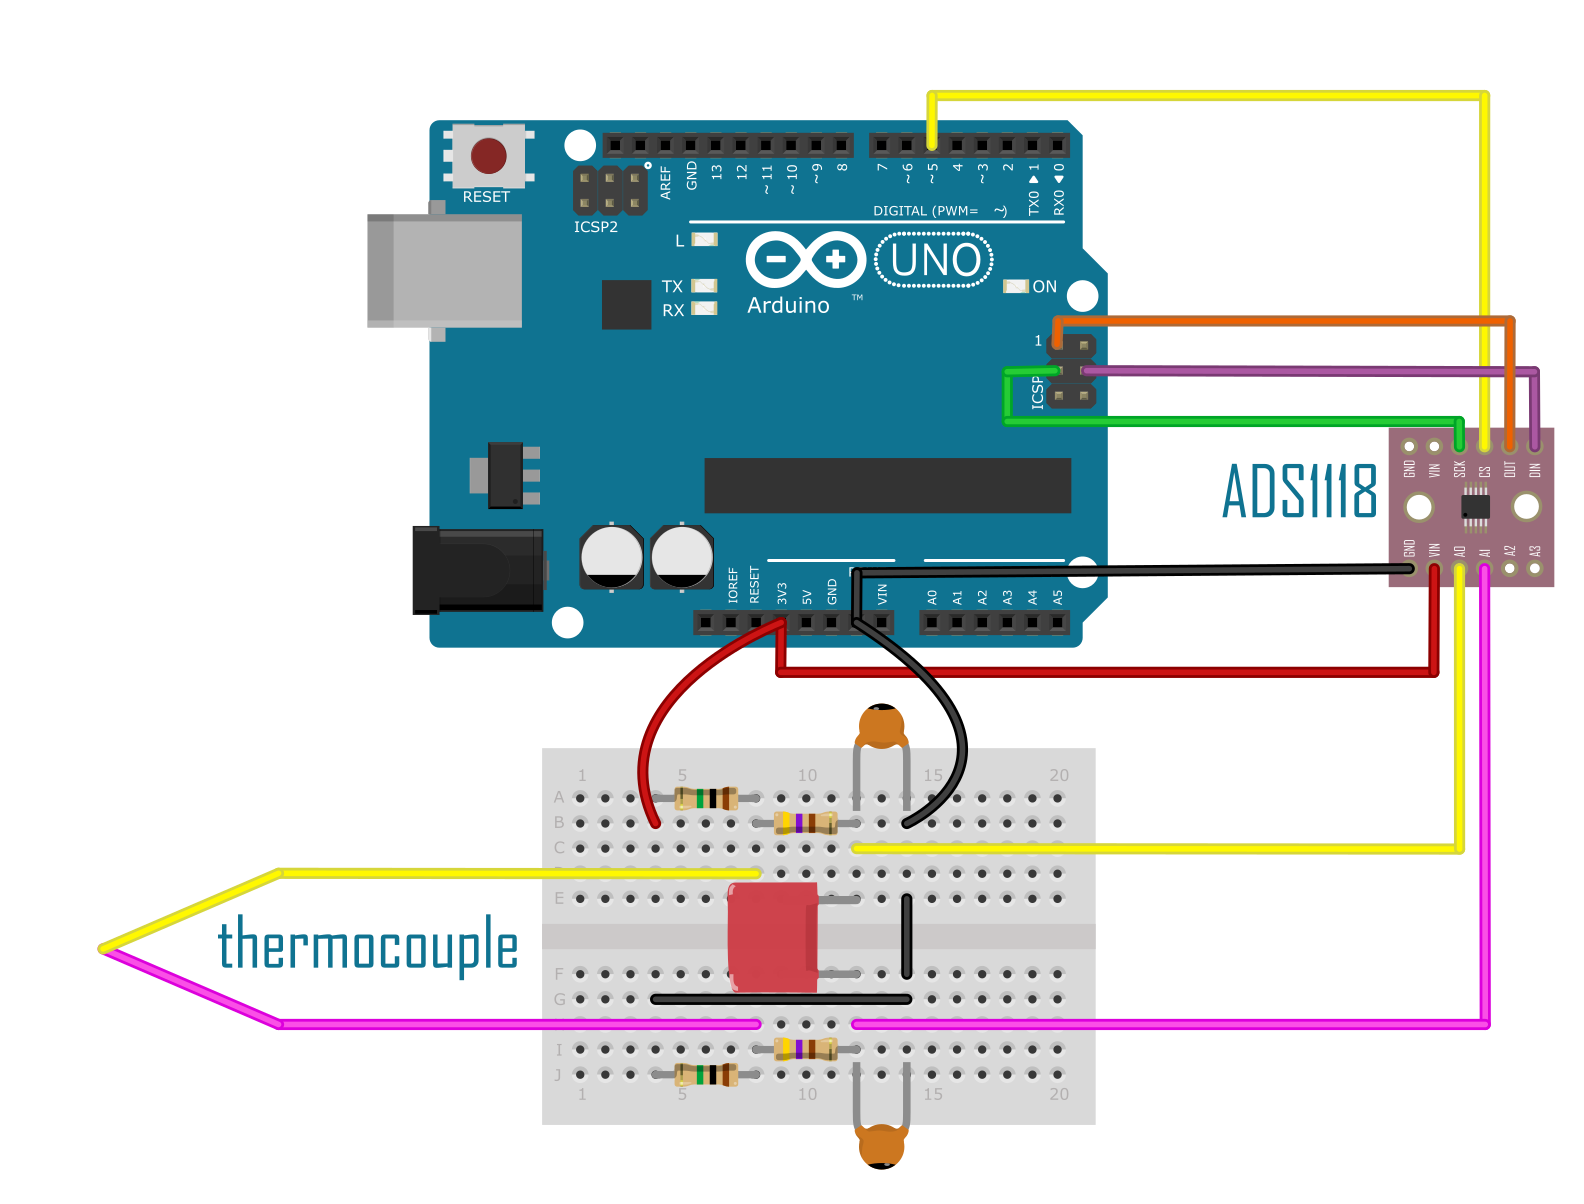 RESET
AREF
GND
13
12
~ 11
~ 10
~ 9
8
7
~ 6
~ 5
4
~ 3
2
TX0 ▶ 1
RX0 ◀ 0
ICSP2
DIGITAL (PWM= ~)
L
TX
RX
Arduino
TM
UNO
ON
1
ICSP
ADS1118
GND
VIN
SCK
CS
OUT
DIN
GND
VIN
A0
A1
A2
A3
IOREF
RESET
3V3
5V
GND
VIN
A0
A1
A2
A3
A4
A5
1
5
10
15
20
A
B
C
E
thermocouple
F
G
I
J
1
5
10
15
20